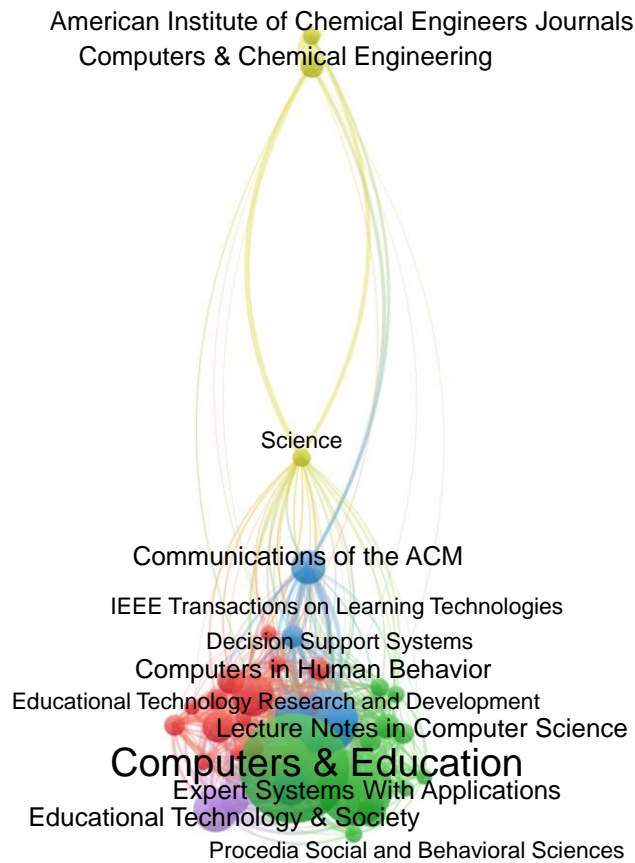 American Institute of Chemical Engineers Journals
Computers & Chemical Engineering
Science
Communications of the ACM
IEEE Transactions on Learning Technologies
Decision Support Systems
Computers in Human Behavior
Educational Technology Research and Development
Lecture Notes in Computer Science
Computers & Education
Expert Systems With Applications
Educational Technology & Society
Procedia Social and Behavioral Sciences